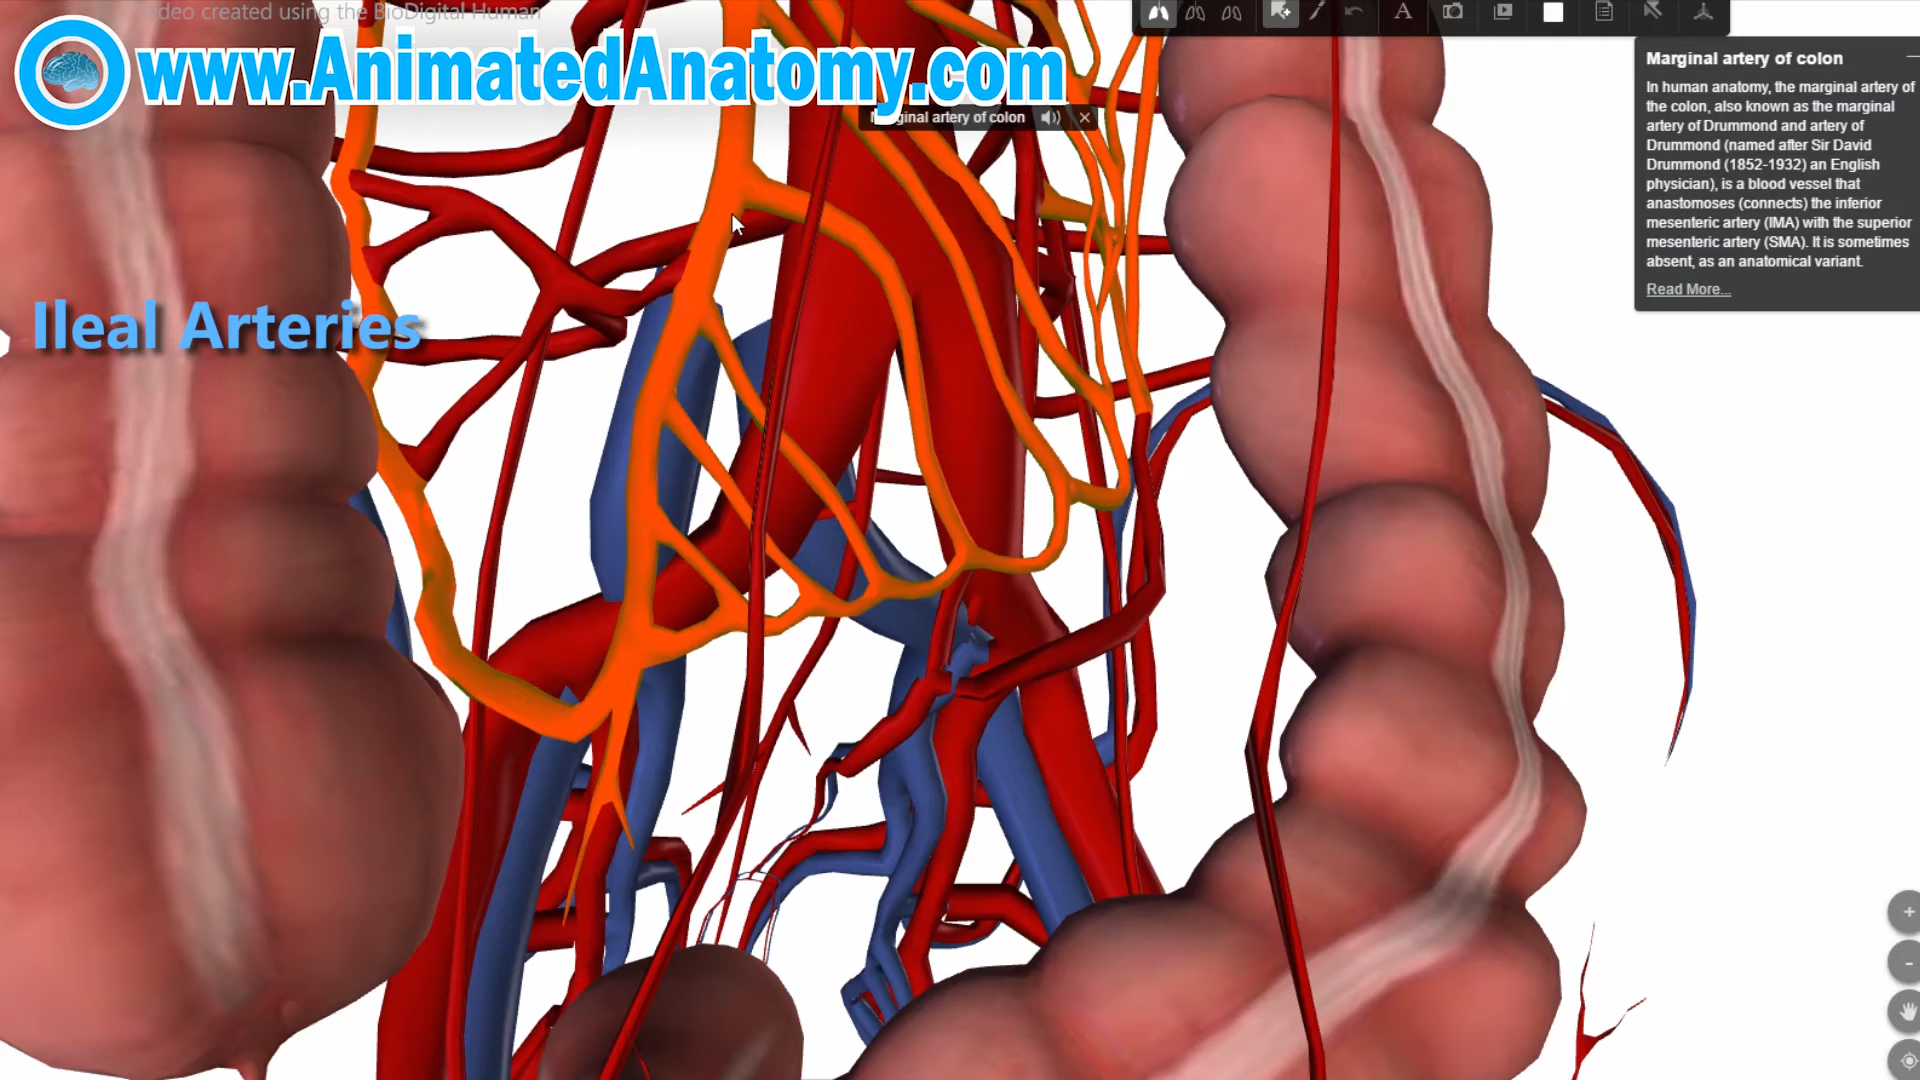 Video created using the BioDigital Human
www.AnimatedAnatomy.com
A
Marginal artery of colon
Marginal artery of colon
In human anatomy, the marginal artery of
the colon, also known as the marginal
artery of Drummond and artery of
Drummond (named after Sir David
Drummond (1852-1932) an English
physician), is a blood vessel that
anastomoses (connects) the inferior
mesenteric artery (IMA) with the superior
mesenteric artery (SMA). It is sometimes
absent, as an anatomical variant.
Read More...
Ileal Arteries